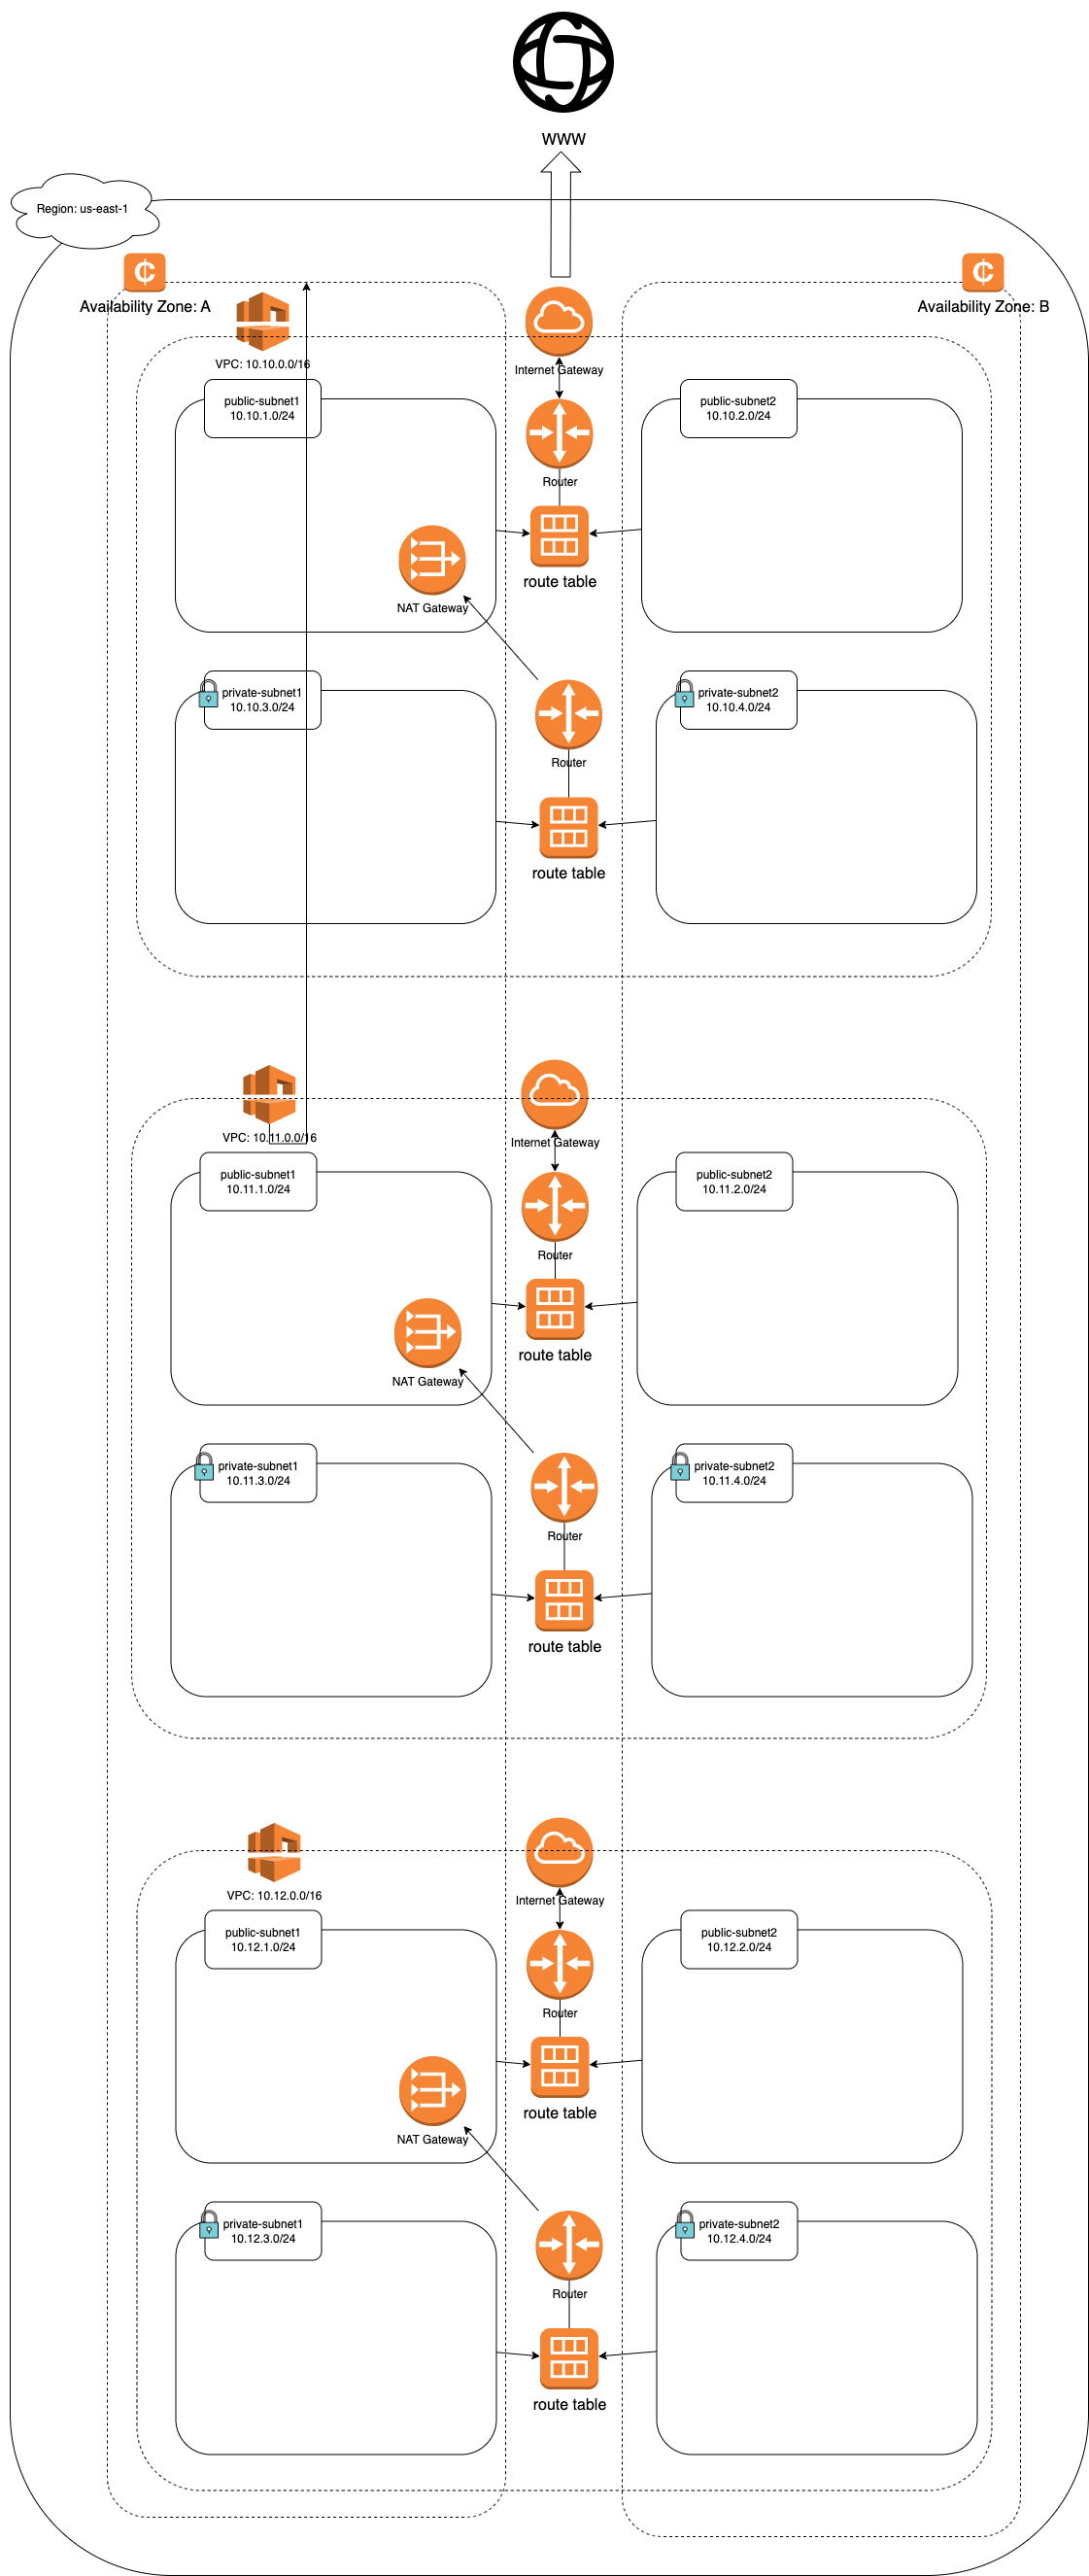 WWW
Region: us-east-1
Availability Zone: A
Availability Zone: B
VPC: 10.10.0.0/16
Internet Gateway
public-subnet1
10.10.1.0/24
public-subnet2
10.10.2.0/24
Router
route table
NAT Gateway
private-subnet1
10.10.3.0/24
private-subnet2
10.10.4.0/24
Router
route table
VPC: 10.11.0.0/16
Internet Gateway
public-subnet1
10.11.1.0/24
public-subnet2
10.11.2.0/24
Router
route table
NAT Gateway
private-subnet1
10.11.3.0/24
private-subnet2
10.11.4.0/24
Router
route table
VPC: 10.12.0.0/16
Internet Gateway
public-subnet1
10.12.1.0/24
public-subnet2
10.12.2.0/24
Router
route table
NAT Gateway
private-subnet1
10.12.3.0/24
private-subnet2
10.12.4.0/24
Router
route table